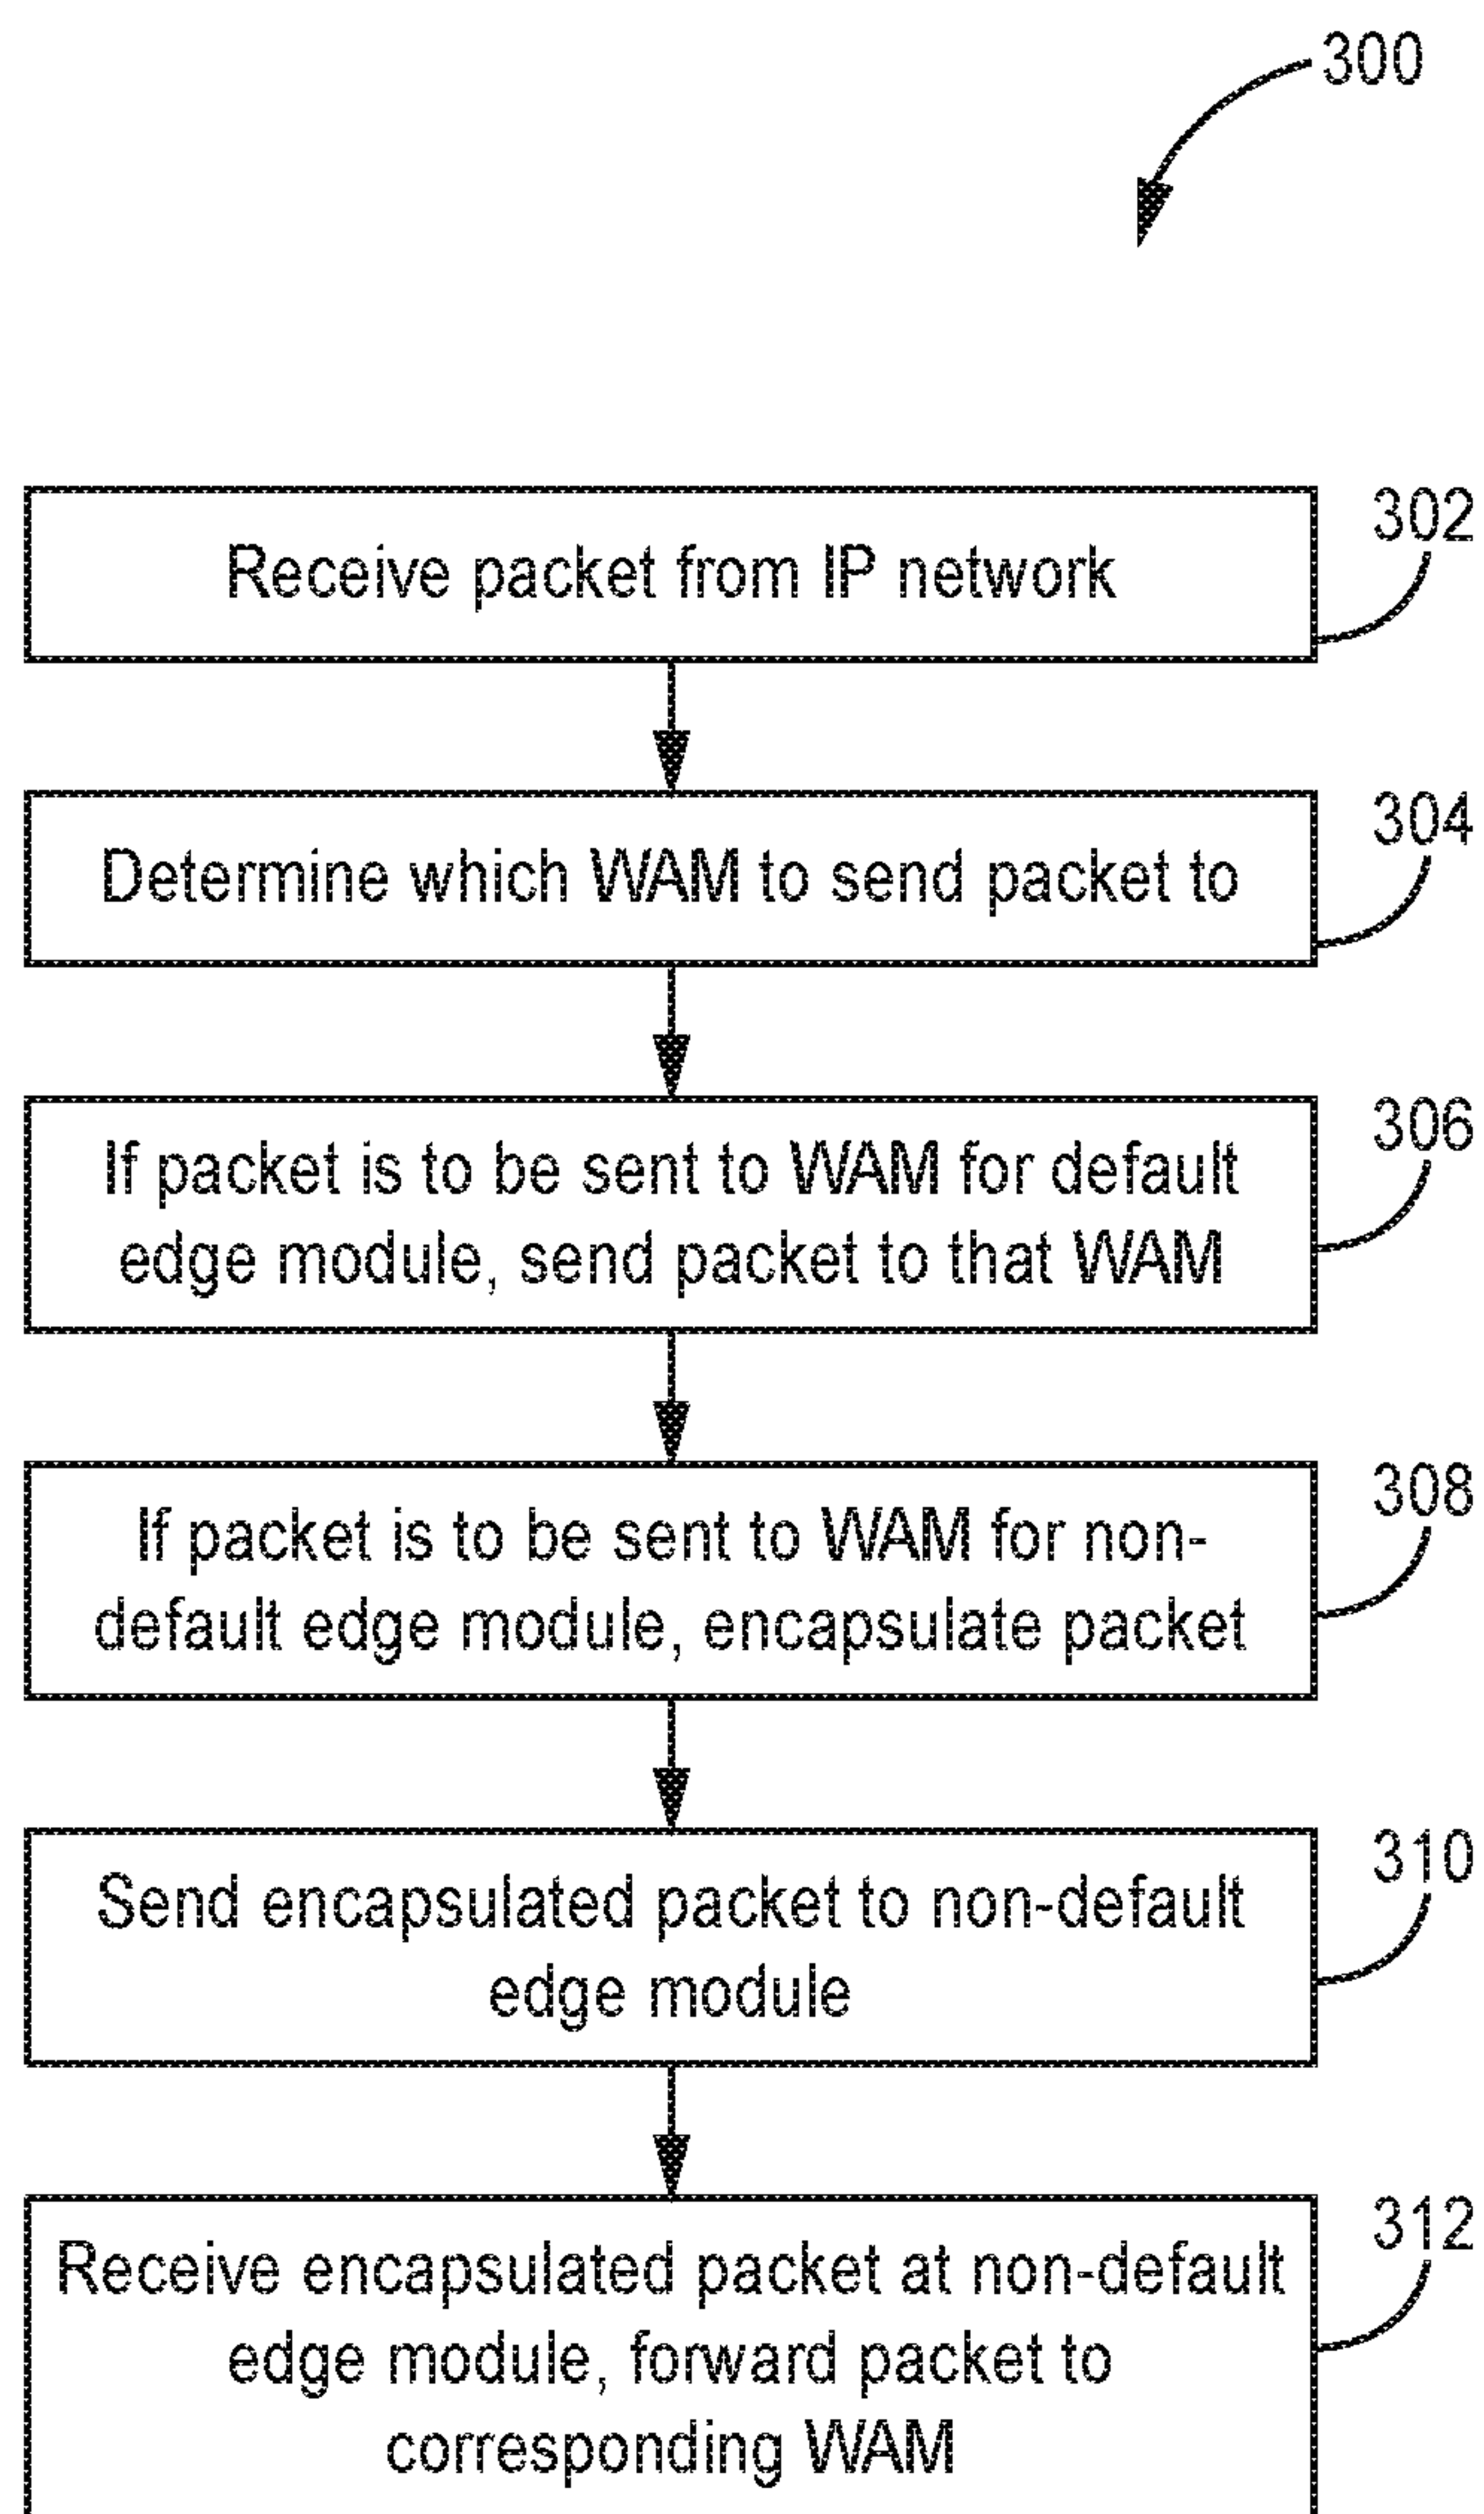 300
302
Receive packet from IP network
304
Determine which WAM to send packet to
306
If packet is to be sent to WAM for default
edge module, send packet to that WAM
308
If packet is to be sent to WAM for non-
default edge module, encapsulate packet
310
Send encapsulated packet to non-default
edge module
312
Receive encapsulated packet at non-default
edge module, forward packet to
corresponding WAM